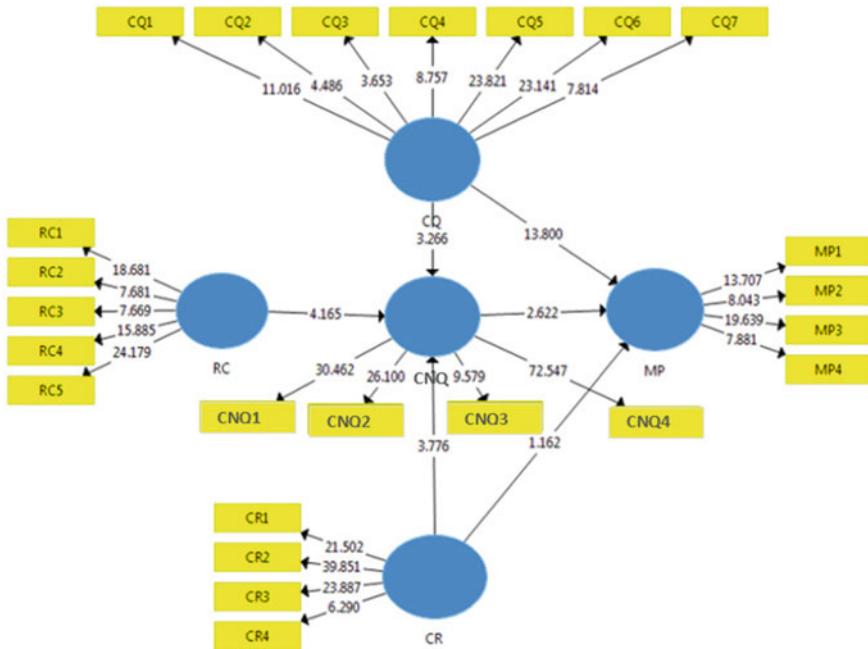 CQ1 CQ2 CQ3 CQ4 CQ5 CQ6 CQ7
11.016 4.486 3.653 8.757 23.821 23.141 7.814
CQ
3.266
13.800
RC1
RC2
RC3
RC4
RC5
18.681
7.681
7.669
15.885
24.179
RC
4.165
CNQ
2.622
MP
13.707
8.043
19.639
7.881
MP1
MP2
MP3
MP4
30.462 26.100 9.579 72.547
CNQ1 CNQ2 CNQ3 CNQ4
3.776
1.162
CR1
CR2
CR3
CR4
21.502
39.851
23.887
6.290
CR